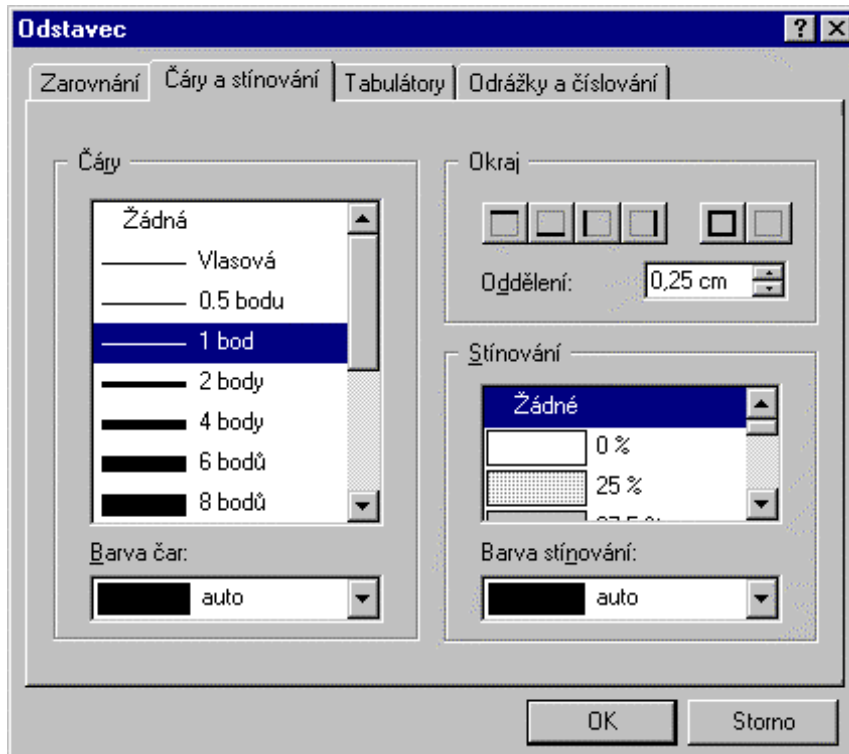 Odstavec
Zarovnání
Čáry a stínování
Tabulátory
Odrážky a číslování
Čáry
Žádná
Vlasová
0.5 bodu
1 bod
2 body
4 body
6 bodů
8 bodů
Barva čar:
auto
Okraj
Oddělení:
0,25 cm
Stínování
Žádné
0 %
25 %
Barva stínování:
auto
OK
Storno